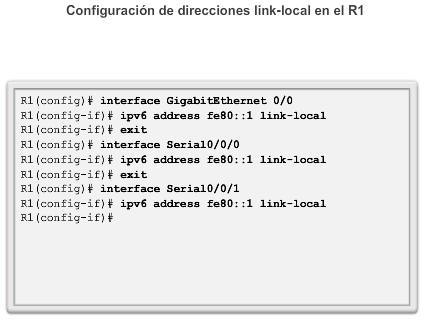 Configuración de direcciones link-local en el R1
R1(config)# interface GigabitEthernet 0/0
R1(config-if)# ipv6 address fe80::1 link-local
R1(config-if)# exit
R1(config)# interface Serial0/0/0
R1(config-if)# ipv6 address fe80::1 link-local
R1(config-if)# exit
R1(config)# interface Serial0/0/1
R1(config-if)# ipv6 address fe80::1 link-local
R1(config-if)#